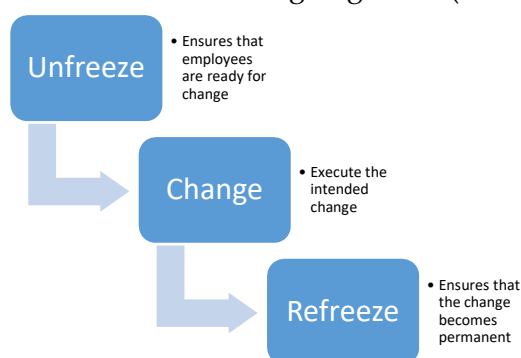 Unfreeze
• Ensures that
employees
are ready for
change
Change
• Execute the
intended
change
Refreeze
• Ensures that
the change
becomes
permanent